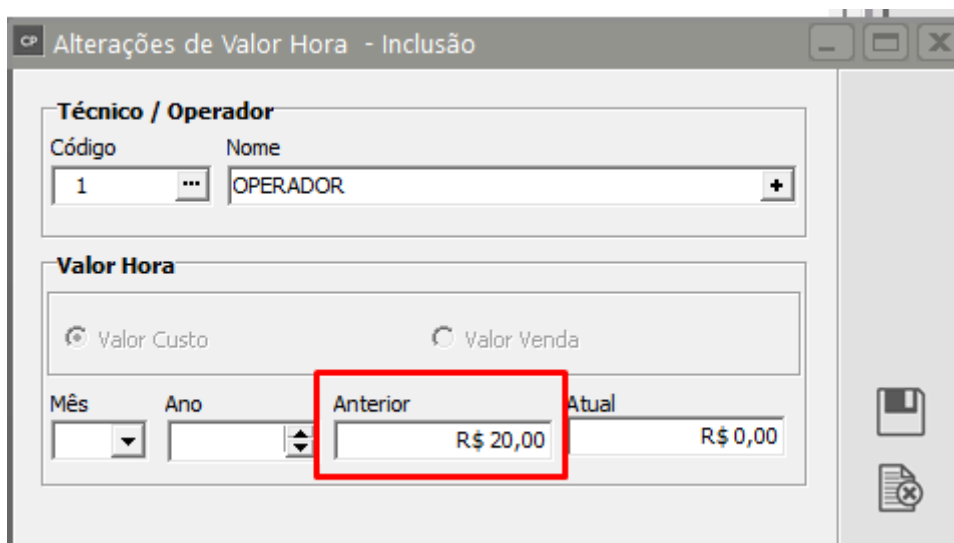 CP Alterações de Valor Hora - Inclusão
Técnico / Operador
Código Nome
1 ... OPERADOR +
Valor Hora
Valor Custo Valor Venda
Mês Ano Anterior Atual
R$ 20,00 R$ 0,00